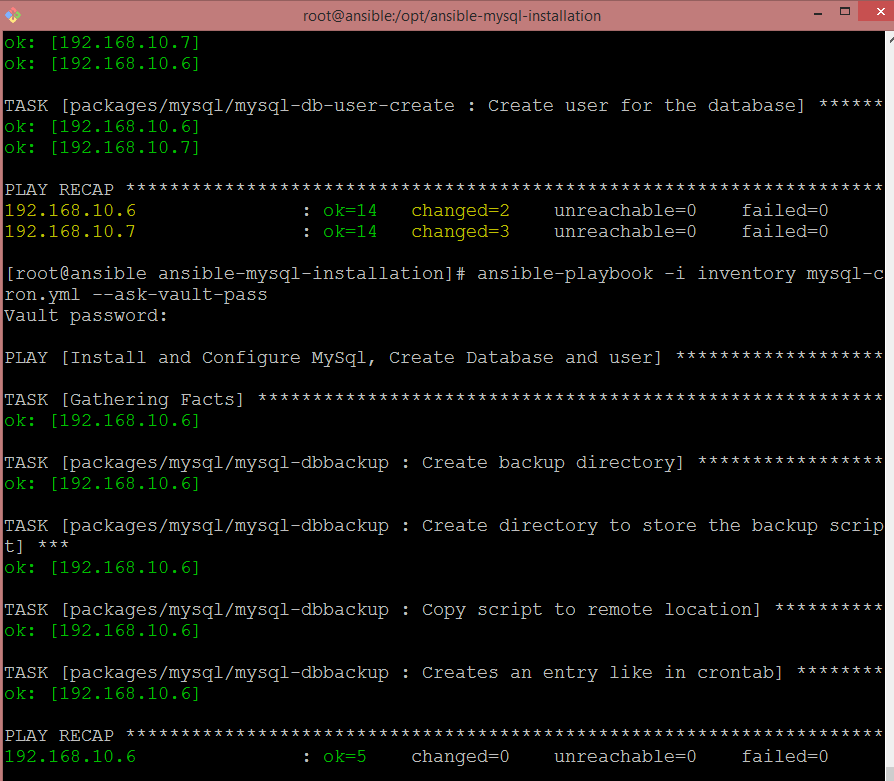 root@ansible:/opt/ansible-mysql-installation
ok: [192.168.10.7]
ok: [192.168.10.6]
TASK [packages/mysql/mysql-db-user-create : Create user for the database] ******
ok: [192.168.10.6]
ok: [192.168.10.7]
PLAY RECAP *********************************************************************
192.168.10.6 : ok=14 changed=2 unreachable=0 failed=0
192.168.10.7 : ok=14 changed=3 unreachable=0 failed=0
[root@ansible ansible-mysql-installation]# ansible-playbook -i inventory mysql-c
ron.yml --ask-vault-pass
Vault password:
PLAY [Install and Configure MySql, Create Database and user] *******************
TASK [Gathering Facts] *********************************************************
ok: [192.168.10.6]
TASK [packages/mysql/mysql-dbbackup : Create backup directory] *****************
ok: [192.168.10.6]
TASK [packages/mysql/mysql-dbbackup : Create directory to store the backup scrip
t] ***
ok: [192.168.10.6]
TASK [packages/mysql/mysql-dbbackup : Copy script to remote location] **********
ok: [192.168.10.6]
TASK [packages/mysql/mysql-dbbackup : Creates an entry like in crontab] ********
ok: [192.168.10.6]
PLAY RECAP *********************************************************************
192.168.10.6 : ok=5 changed=0 unreachable=0 failed=0